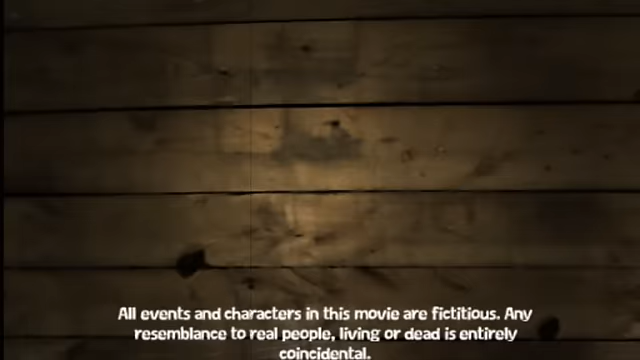 All events and characters in this movie are fictitious. Any
resemblance to real people, living or dead is entirely
coincidental.